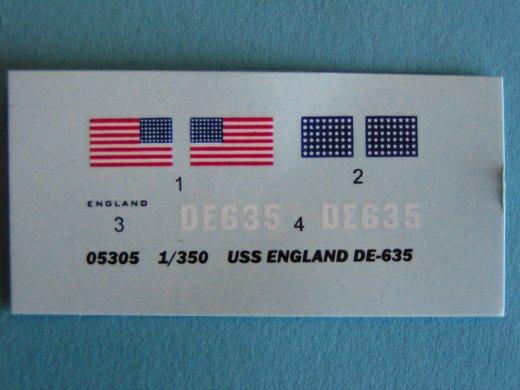 1
2
ENGLAND
3
DE635 4 DE635
05305 1/350 USS ENGLAND DE-635